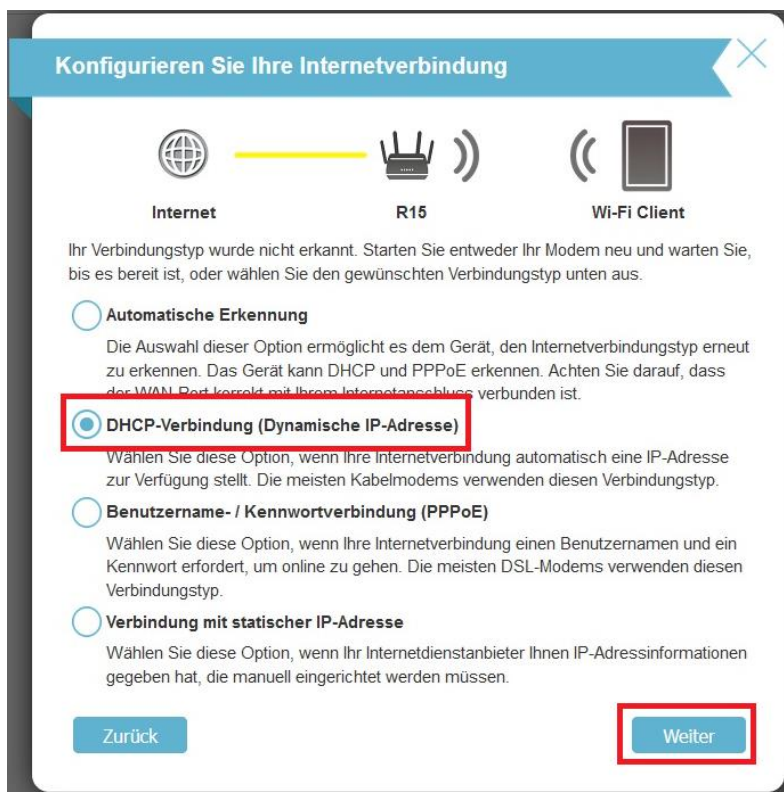 Konfigurieren Sie Ihre Internetverbindung
Internet
R15
Wi-Fi Client
Ihr Verbindungstyp wurde nicht erkannt. Starten Sie entweder Ihr Modem neu und warten Sie,
bis es bereit ist, oder wählen Sie den gewünschten Verbindungstyp unten aus.
Automatische Erkennung
Die Auswahl dieser Option ermöglicht es dem Gerät, den Internetverbindungstyp erneut
zu erkennen. Das Gerät kann DHCP und PPPoE erkennen. Achten Sie darauf, dass
der WAN-Port korrekt mit Ihrem Internetanschluss verbunden ist.
DHCP-Verbindung (Dynamische IP-Adresse)
Wählen Sie diese Option, wenn Ihre Internetverbindung automatisch eine IP-Adresse
zur Verfügung stellt. Die meisten Kabelmodems verwenden diesen Verbindungstyp.
Benutzername- / Kennwortverbindung (PPPoE)
Wählen Sie diese Option, wenn Ihre Internetverbindung einen Benutzernamen und ein
Kennwort erfordert, um online zu gehen. Die meisten DSL-Modems verwenden diesen
Verbindungstyp.
Verbindung mit statischer IP-Adresse
Wählen Sie diese Option, wenn Ihr Internetdienstanbieter Ihnen IP-Adressinformationen
gegeben hat, die manuell eingerichtet werden müssen.
Zurück
Weiter